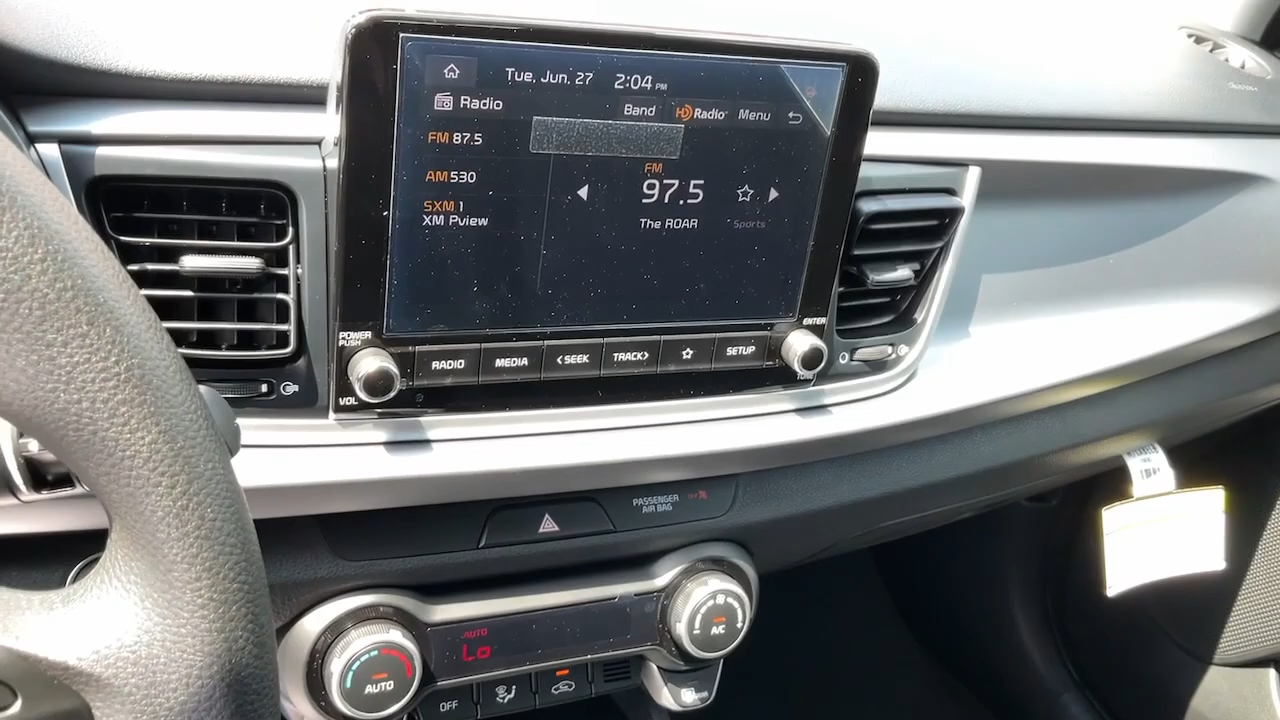 Tue, Jun. 27 2:04 PM
Radio
Band HD Radio Menu
FM 87.5
AM 530
SXM 1
XM Pview
FM
97.5
The ROAR
Sports
POWER
PUSH
VOL
RADIO MEDIA <SEEK TRACK> SETUP
ENTER
TUNE
PASSENGER
AIR BAG
OFF
AUTO
Lo
AUTO
A/C
OFF